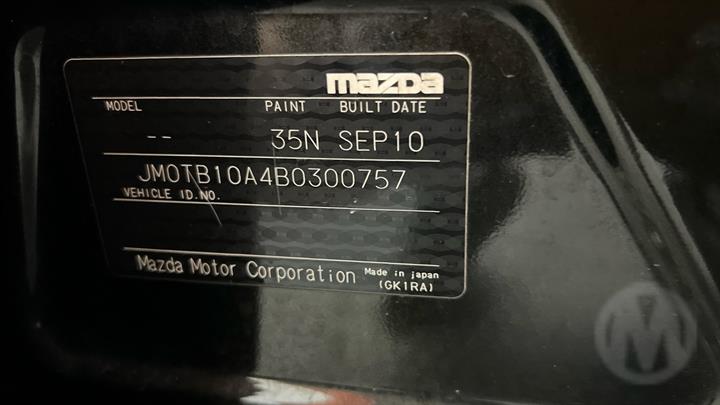 mazda
MODEL PAINT BUILT DATE
-- 35N SEP10
JM0TB10A4B0300757
VEHICLE ID.NO.
Mazda Motor Corporation Made in japan
(GK1RA)
M